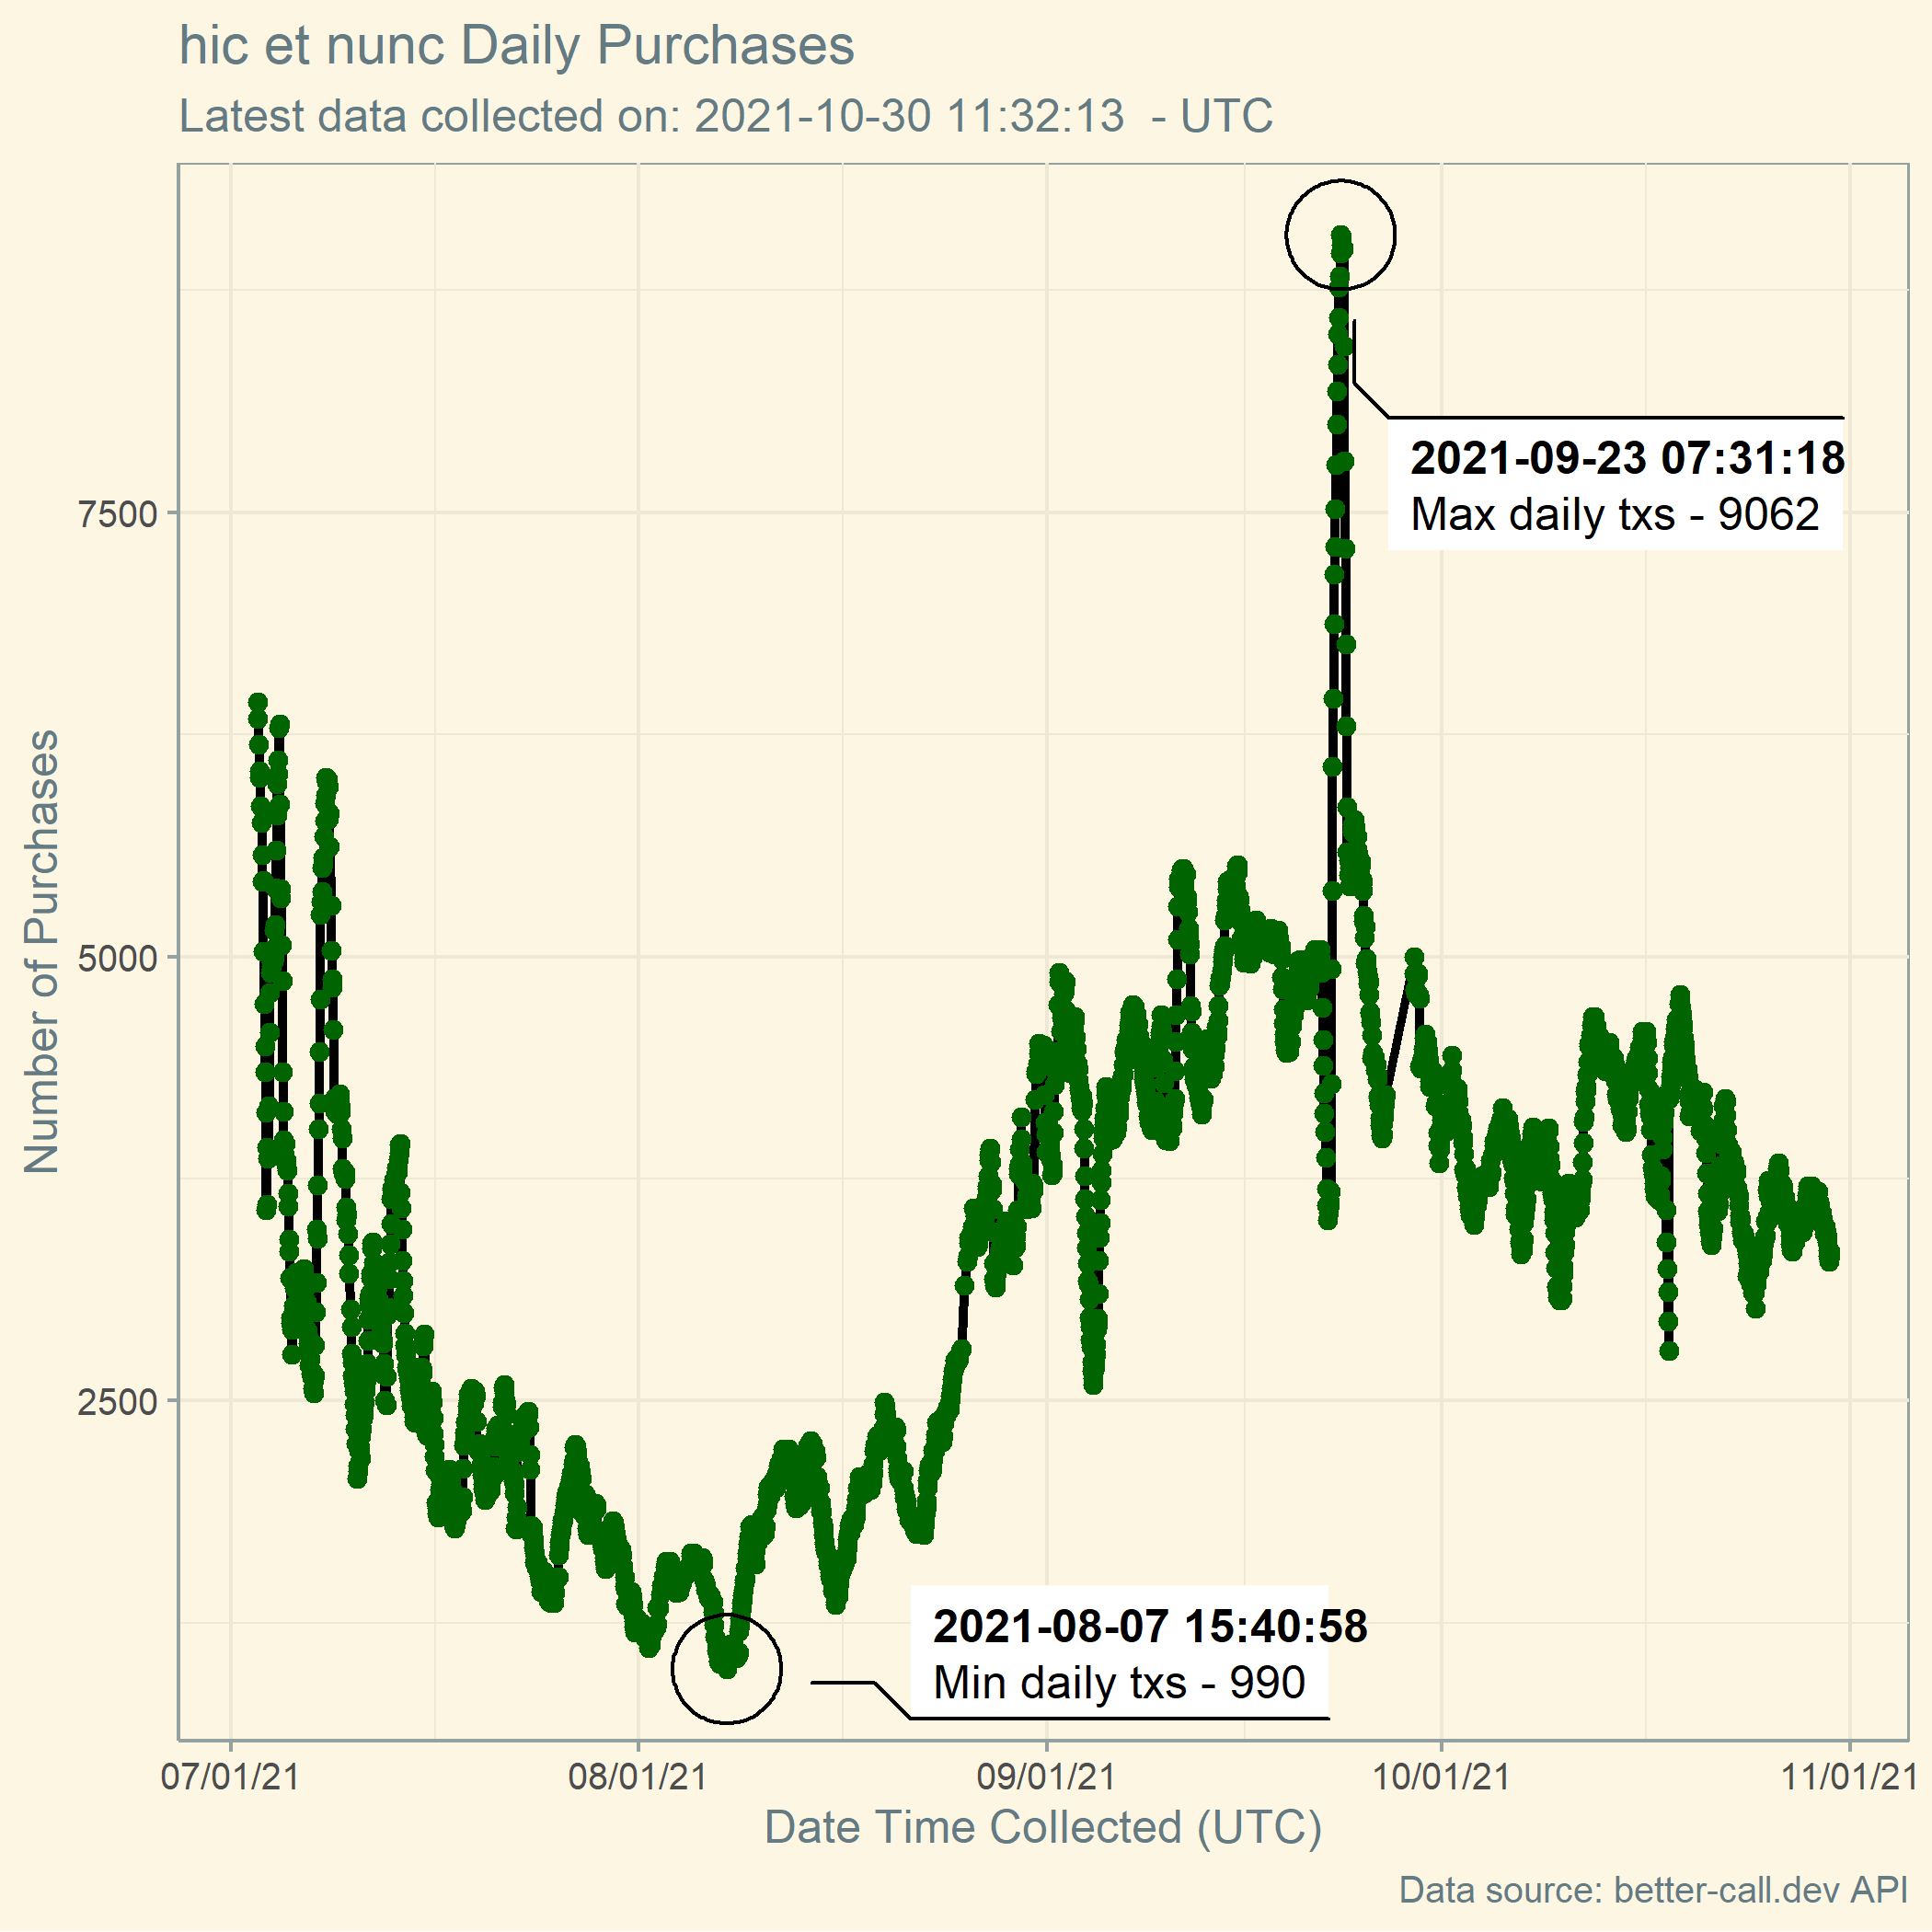 hic et nunc Daily Purchases
Latest data collected on: 2021-10-30 11:32:13  - UTC
Number of Purchases
7500
5000
2500
2021-09-23 07:31:18
Max daily txs - 9062
2021-08-07 15:40:58
Min daily txs - 990
07/01/21
08/01/21
09/01/21
10/01/21
11/01/21
Date Time Collected (UTC)
Data source: better-call.dev API